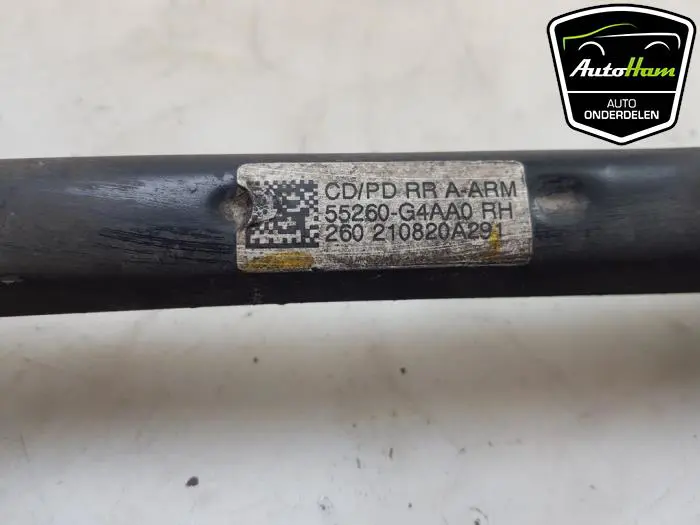 AutoHam
AUTO
ONDERDELEN
CD/PD RR A-ARM
55260-G4AA0 RH
260 210820A291